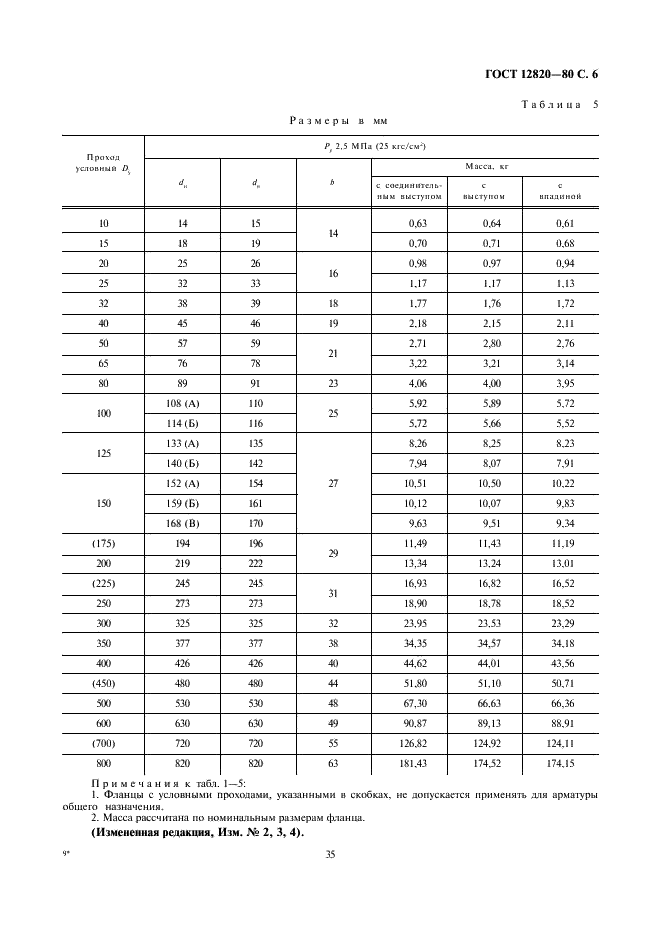 ГОСТ 12820—80 С. 6
Таблица 5
Размеры в мм
Проход условный Dу
Pу 2,5 МПа (25 кгс/см²)
dн
dв
b
Масса, кг
с соединитель-
ным выступом
с
выступом
с
впадиной
10 14 15 14 0,63 0,64 0,61
15 18 19 0,70 0,71 0,68
20 25 26 16 0,98 0,97 0,94
25 32 33 1,17 1,17 1,13
32 38 39 18 1,77 1,76 1,72
40 45 46 19 2,18 2,15 2,11
50 57 59 21 2,71 2,80 2,76
65 76 78 3,22 3,21 3,14
80 89 91 23 4,06 4,00 3,95
100 108 (А) 110 25 5,92 5,89 5,72
114 (Б) 116 5,72 5,66 5,52
125 133 (А) 135 27 8,26 8,25 8,23
140 (Б) 142 7,94 8,07 7,91
150 152 (А) 154 10,51 10,50 10,22
159 (Б) 161 10,12 10,07 9,83
168 (В) 170 9,63 9,51 9,34
(175) 194 196 29 11,49 11,43 11,19
200 219 222 13,34 13,24 13,01
(225) 245 245 31 16,93 16,82 16,52
250 273 273 18,90 18,78 18,52
300 325 325 32 23,95 23,53 23,29
350 377 377 38 34,35 34,57 34,18
400 426 426 40 44,62 44,01 43,56
(450) 480 480 44 51,80 51,10 50,71
500 530 530 48 67,30 66,63 66,36
600 630 630 49 90,87 89,13 88,91
(700) 720 720 55 126,82 124,92 124,11
800 820 820 63 181,43 174,52 174,15
Примечания к табл. 1—5:
1. Фланцы с условными проходами, указанными в скобках, не допускается применять для арматуры
общего назначения.
2. Масса рассчитана по номинальным размерам фланца.
(Измененная редакция, Изм. № 2, 3, 4).
9*
35